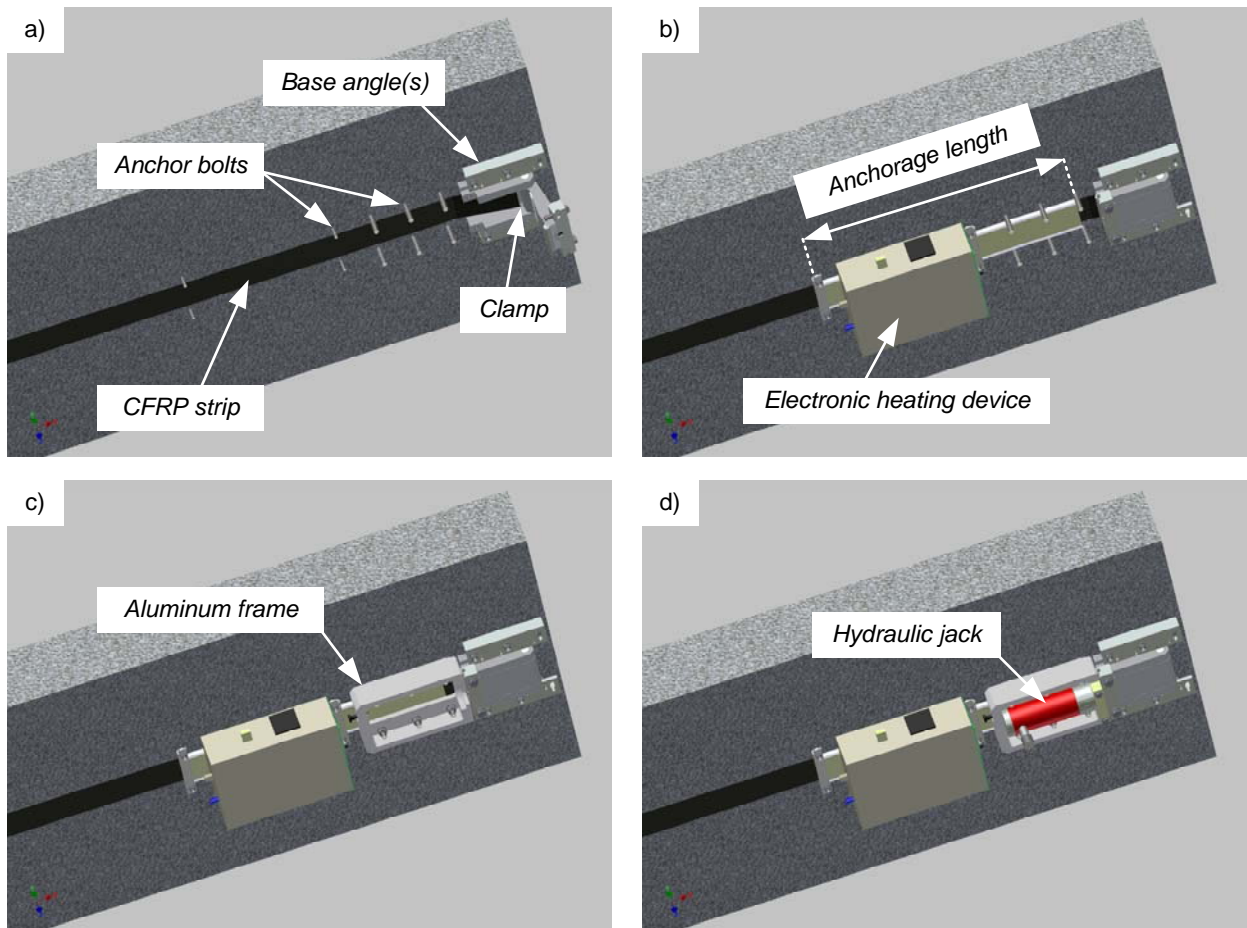 a)
Base angle(s)
Anchor bolts
Clamp
CFRP strip
b)
Anchorage length
Electronic heating device
c)
Aluminum frame
d)
Hydraulic jack